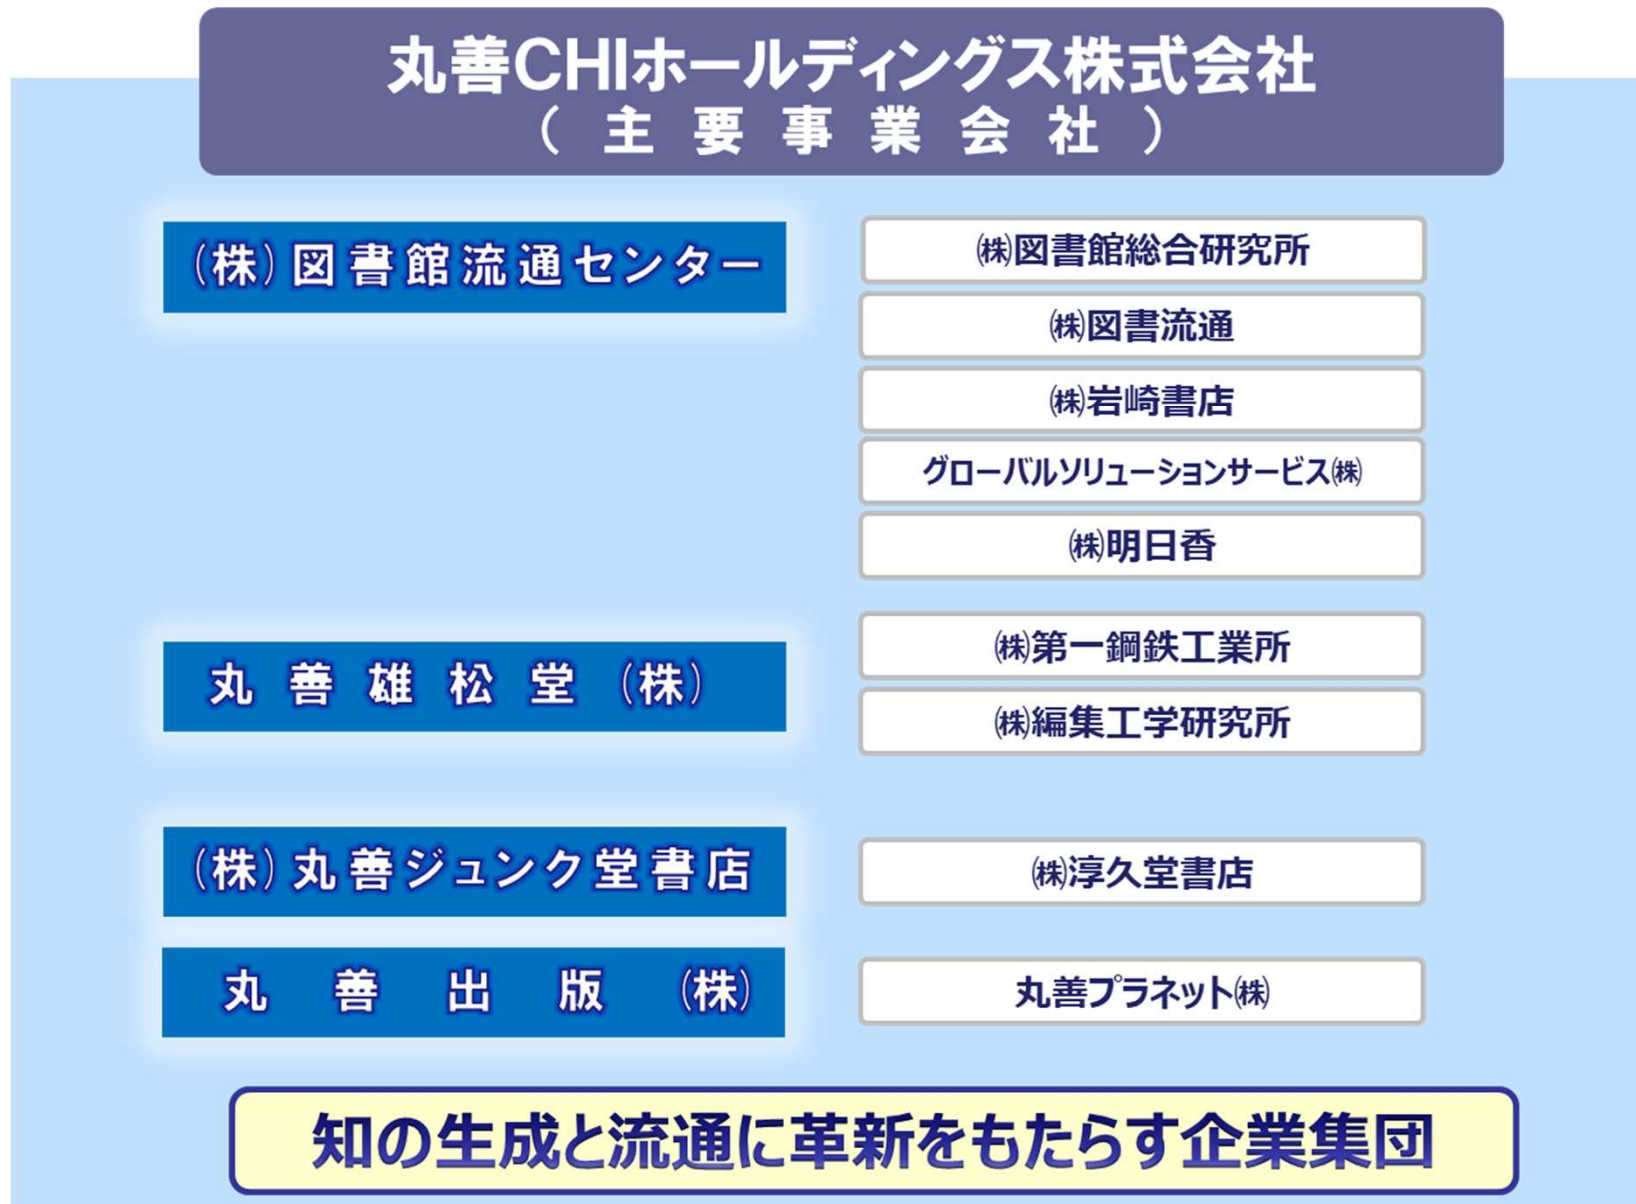 丸善CHIホールディングス株式会社
（主要事業会社）
（株）図書館流通センター
㈱図書館総合研究所
㈱図書流通
㈱岩崎書店
グローバルソリューションサービス㈱
㈱明日香
丸善雄松堂（株）
㈱第一鋼鉄工業所
㈱編集工学研究所
（株）丸善ジュンク堂書店
㈱淳久堂書店
丸善出版（株）
丸善プラネット㈱
知の生成と流通に革新をもたらす企業集団